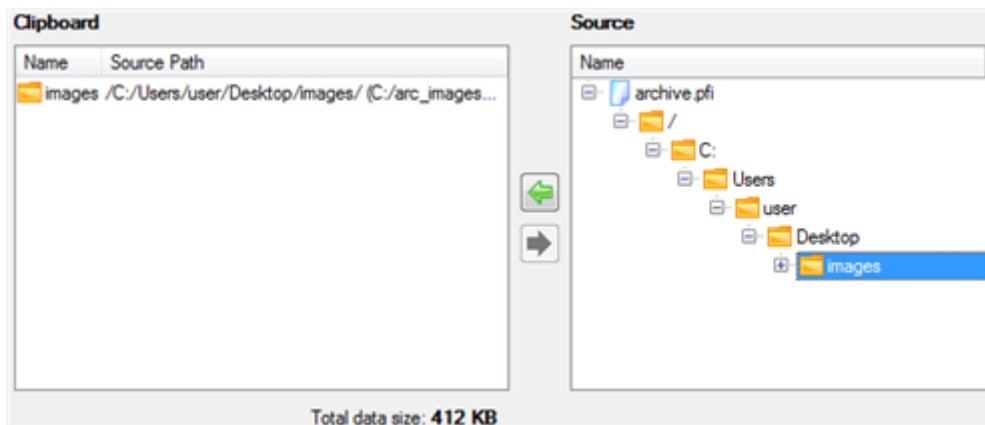 Clipboard
Name Source Path
images /C:/Users/user/Desktop/images/ (C:/arc_images...
Total data size: 412 KB
Source
Name
archive.pfi
/
C:
Users
user
Desktop
images